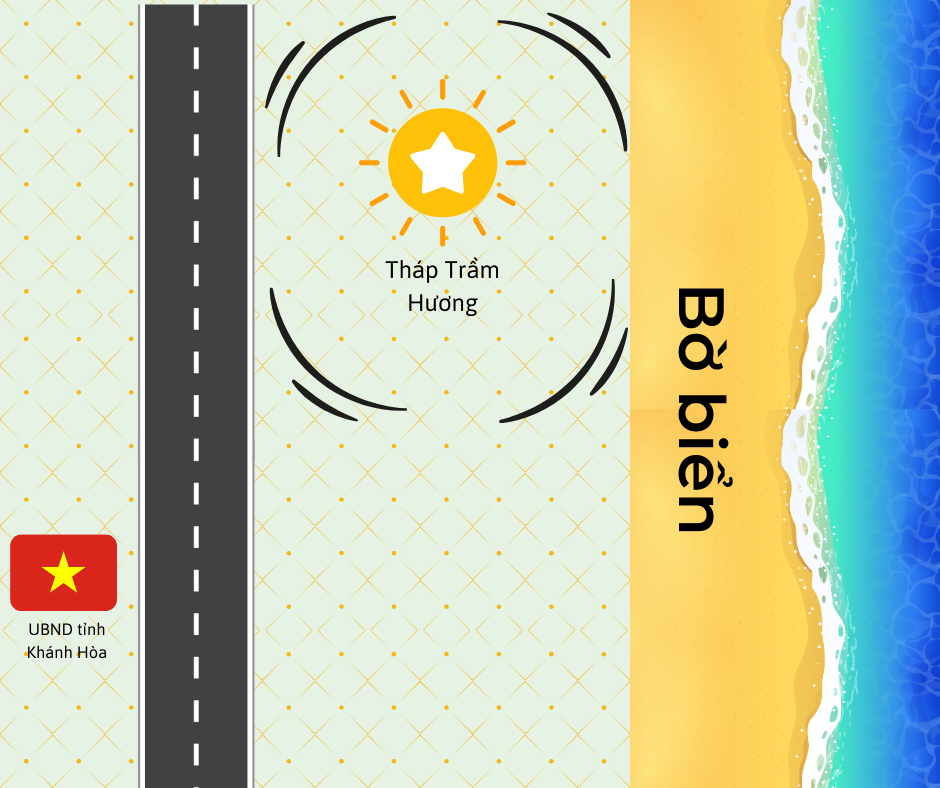 Tháp Trầm
Hương
Bờ biển
UBND tỉnh
Khánh Hòa